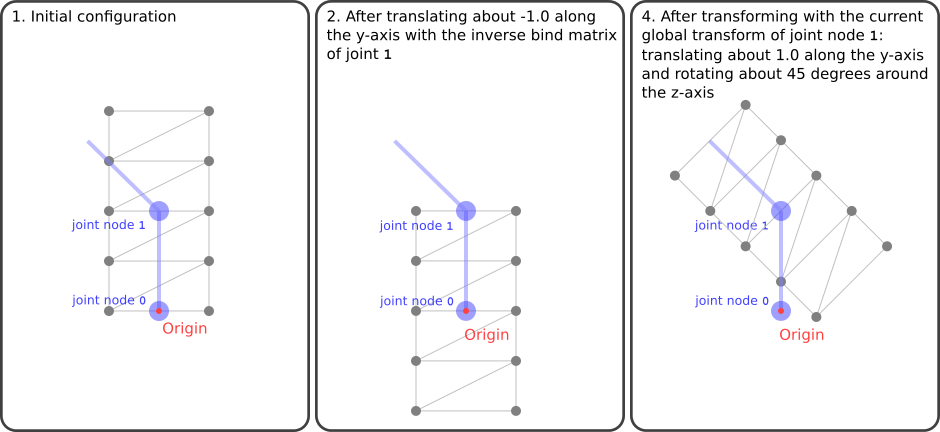 1. Initial configuration
joint node 1
joint node 0
Origin
2. After translating about -1.0 along
the y-axis with the inverse bind matrix
of joint 1
joint node 1
joint node 0
Origin
4. After transforming with the current
global transform of joint node 1:
translating about 1.0 along the y-axis
and rotating about 45 degrees around
the z-axis
joint node 1
joint node 0
Origin